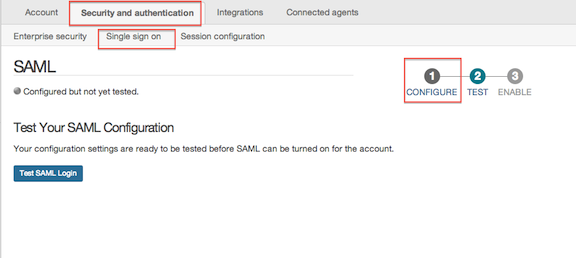 Account Security and authentication Integrations Connected agents
Enterprise security Single sign on Session configuration
SAML
1 2 3
Configured but not yet tested.
CONFIGURE TEST ENABLE
Test Your SAML Configuration
Your configuration settings are ready to be tested before SAML can be turned on for the account.
Test SAML Login